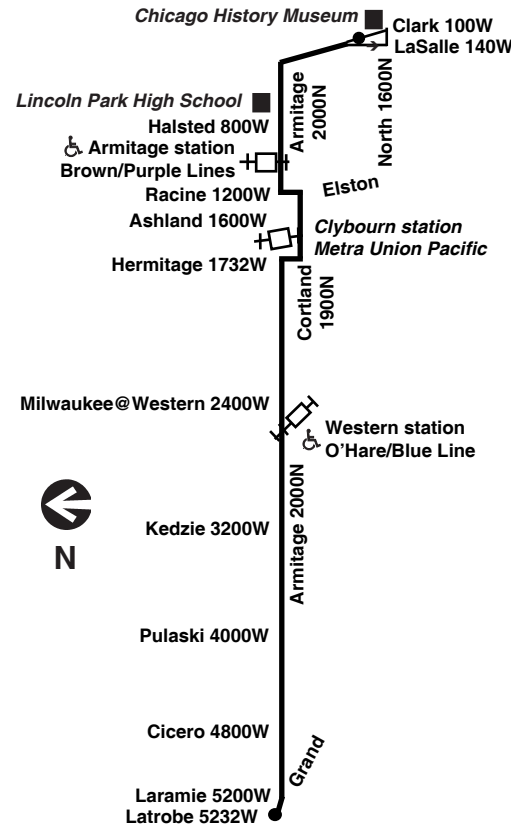 Chicago History Museum
Clark 100W
LaSalle 140W
Armitage
2000N
North 1600N
Lincoln Park High School
Halsted 800W
Armitage station
Brown/Purple Lines
Elston
Racine 1200W
Ashland 1600W
Clybourn station
Metra Union Pacific
Hermitage 1732W
Cortland
1900N
Milwaukee@Western 2400W
Western station
O'Hare/Blue Line
Armitage 2000N
N
Kedzie 3200W
Pulaski 4000W
Cicero 4800W
Grand
Laramie 5200W
Latrobe 5232W